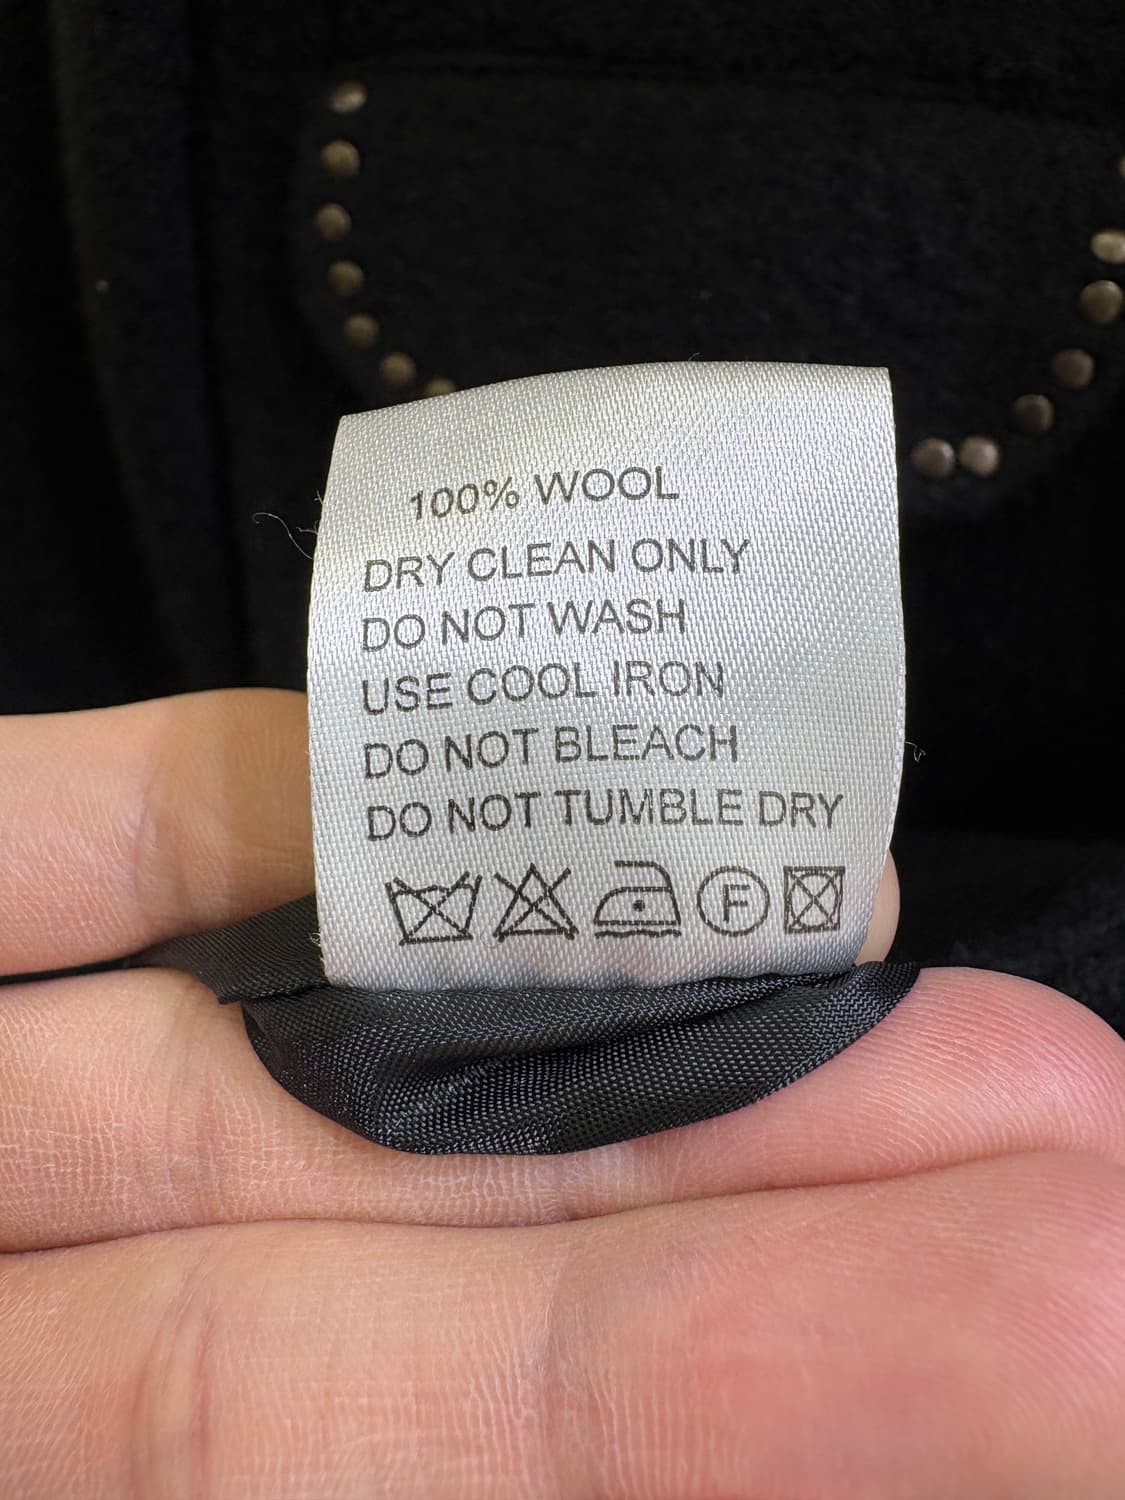 100% WOOL
DRY CLEAN ONLY
DO NOT WASH
USE COOL IRON
DO NOT BLEACH
DO NOT TUMBLE DRY
F